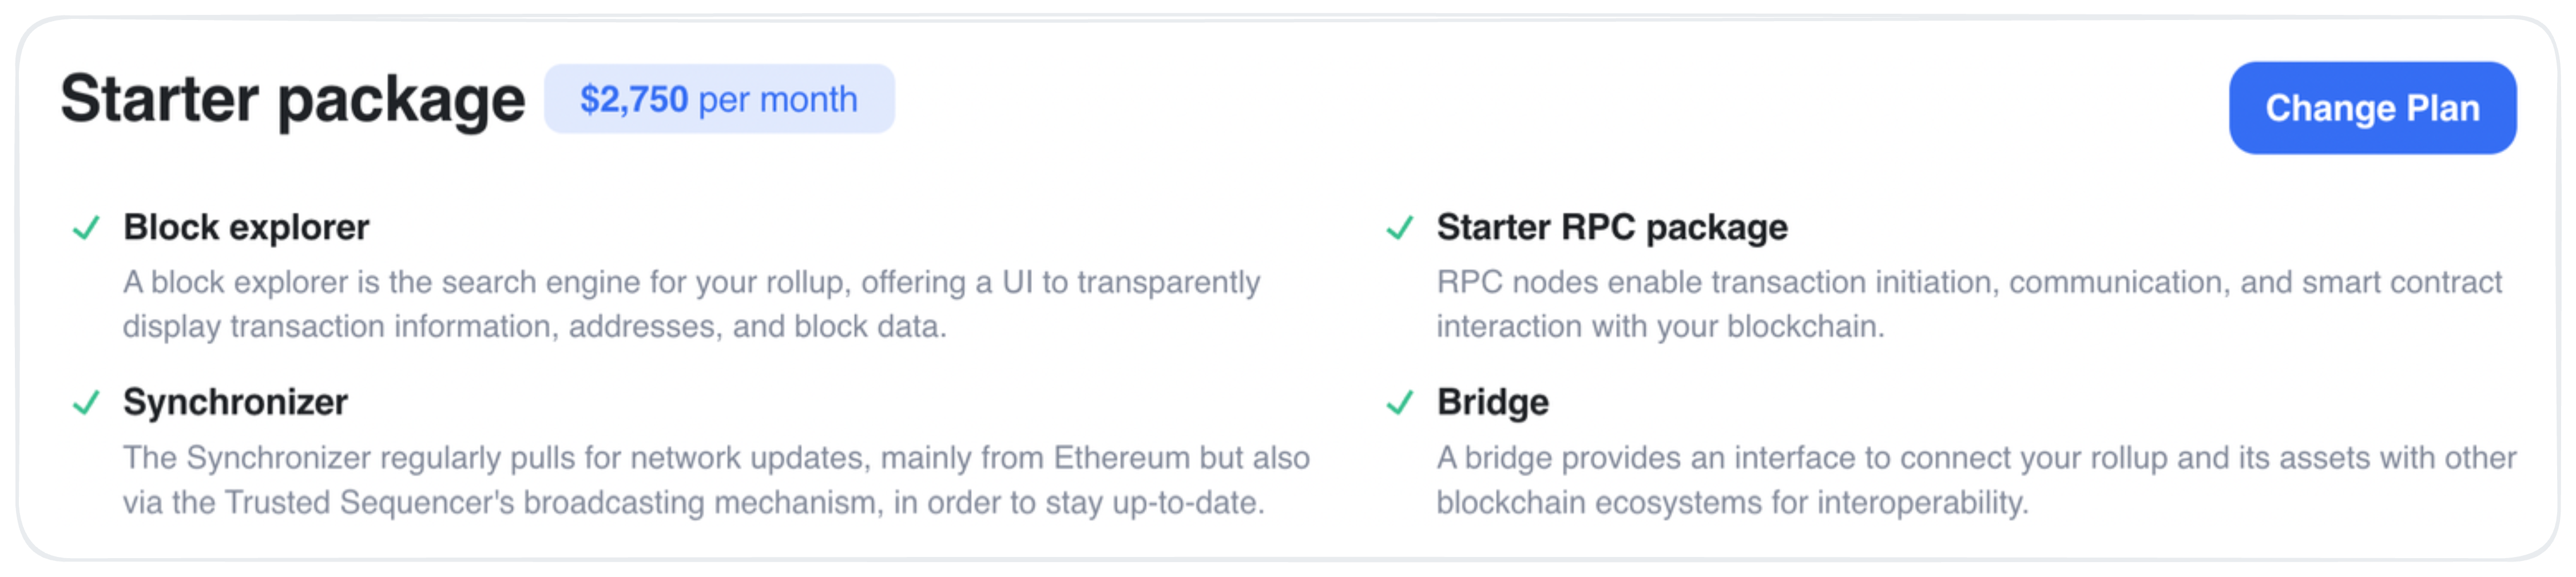 Starter package
$2,750 per month
Change Plan
Block explorer
A block explorer is the search engine for your rollup, offering a UI to transparently
display transaction information, addresses, and block data.
Starter RPC package
RPC nodes enable transaction initiation, communication, and smart contract
interaction with your blockchain.
Synchronizer
The Synchronizer regularly pulls for network updates, mainly from Ethereum but also
via the Trusted Sequencer's broadcasting mechanism, in order to stay up-to-date.
Bridge
A bridge provides an interface to connect your rollup and its assets with other
blockchain ecosystems for interoperability.